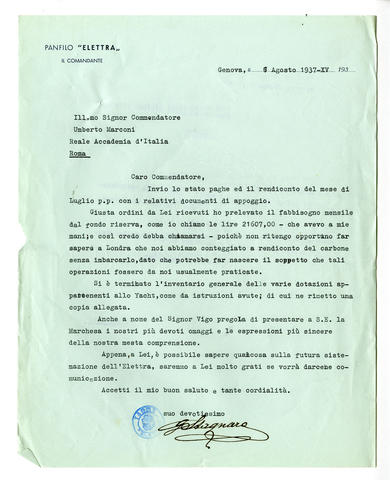 PANFILO "ELETTRA„
IL COMANDANTE
Genova, 6 Agosto 1937-XV 193
Ill.mo Signor Commendatore
Umberto Marconi
Reale Accademia d'Italia
Roma
Caro Commendatore,
Invio lo stato paghe ed il rendiconto del mese di
Luglio p.p. con i relativi documenti di appoggio.
Giusta ordini da Lei ricevuti ho prelevato il fabbisogno mensile
dal fondo riserva, come io chiamo le lire 21607,00 - che avevo a mie
mani; e così credo debba chiamarsi - poichè non ritengo opportuno far
sapere a Londra che noi abbiamo conteggiato a rendiconto del carbone
senza imbarcarlo, dato che potrebbe far nascere il sospetto che tali
operazioni fossero da noi usualmente praticate.
Si è terminato l'inventario generale delle varie dotazioni ap-
partenenti allo Yacht, come da istruzioni avute; di cui ne rimetto una
copia allegata.
Anche a nome del Signor Vigo pregola di presentare a S.E. la
Marchesa i nostri più devoti omaggi e le espressioni più sincere
della nostra mesta comprensione.
Appena, a Lei, è possibile sapere qualcosa sulla futura siste-
mazione dell'Elettra, saremo a Lei molto grati se vorrà darcene co-
municazione.
Accetti il mio buon saluto e tante cordialità.
suo devotissimo
GStagnaro